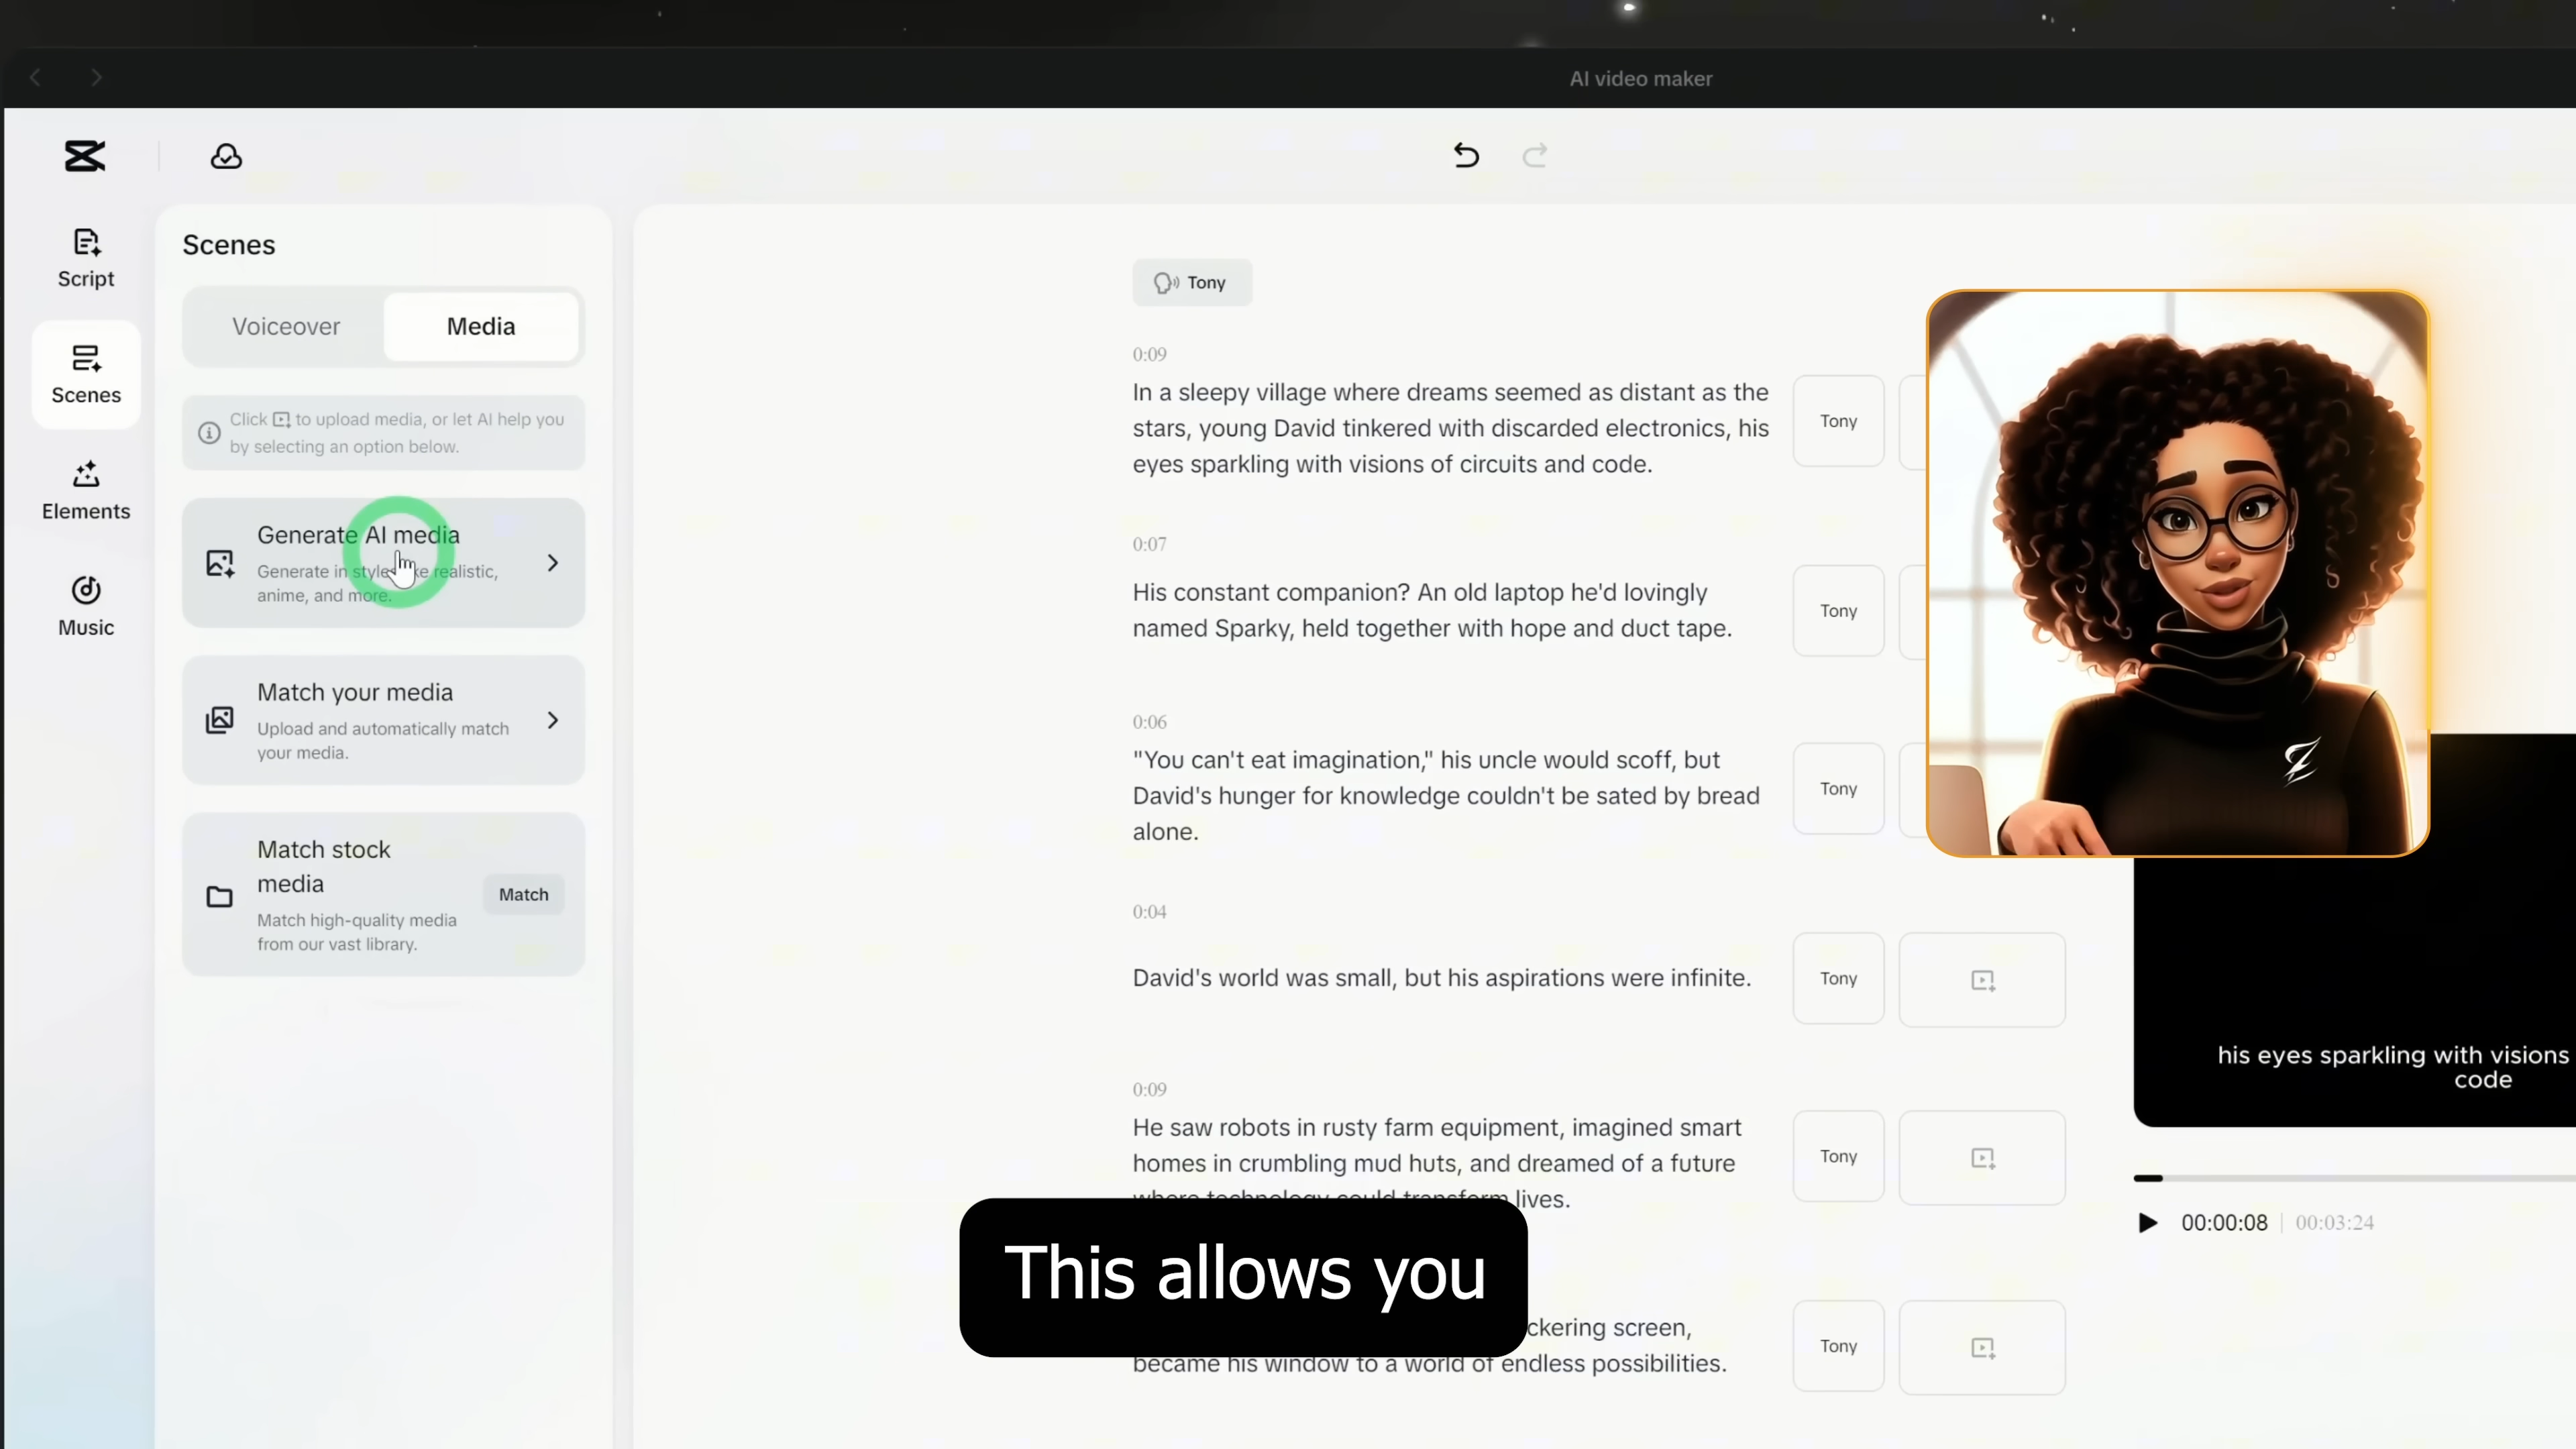 AI video maker
Script
Scenes
Elements
Music
Scenes
Voiceover
Media
Click to upload media, or let AI help you
by selecting an option below.
Generate AI media
Generate in styles like realistic,
anime, and more.
Match your media
Upload and automatically match
your media.
Match stock
media
Match high-quality media
from our vast library.
Match
Tony
0:09
In a sleepy village where dreams seemed as distant as the
stars, young David tinkered with discarded electronics, his
eyes sparkling with visions of circuits and code.
Tony
0:07
His constant companion? An old laptop he'd lovingly
named Sparky, held together with hope and duct tape.
Tony
0:06
"You can't eat imagination," his uncle would scoff, but
David's hunger for knowledge couldn't be sated by bread
alone.
Tony
0:04
David's world was small, but his aspirations were infinite.
Tony
0:09
He saw robots in rusty farm equipment, imagined smart
homes in crumbling mud huts, and dreamed of a future
where technology could transform lives.
Tony
ckering screen,
became his window to a world of endless possibilities.
Tony
This allows you
his eyes sparkling with visions
code
00:00:08 | 00:03:24